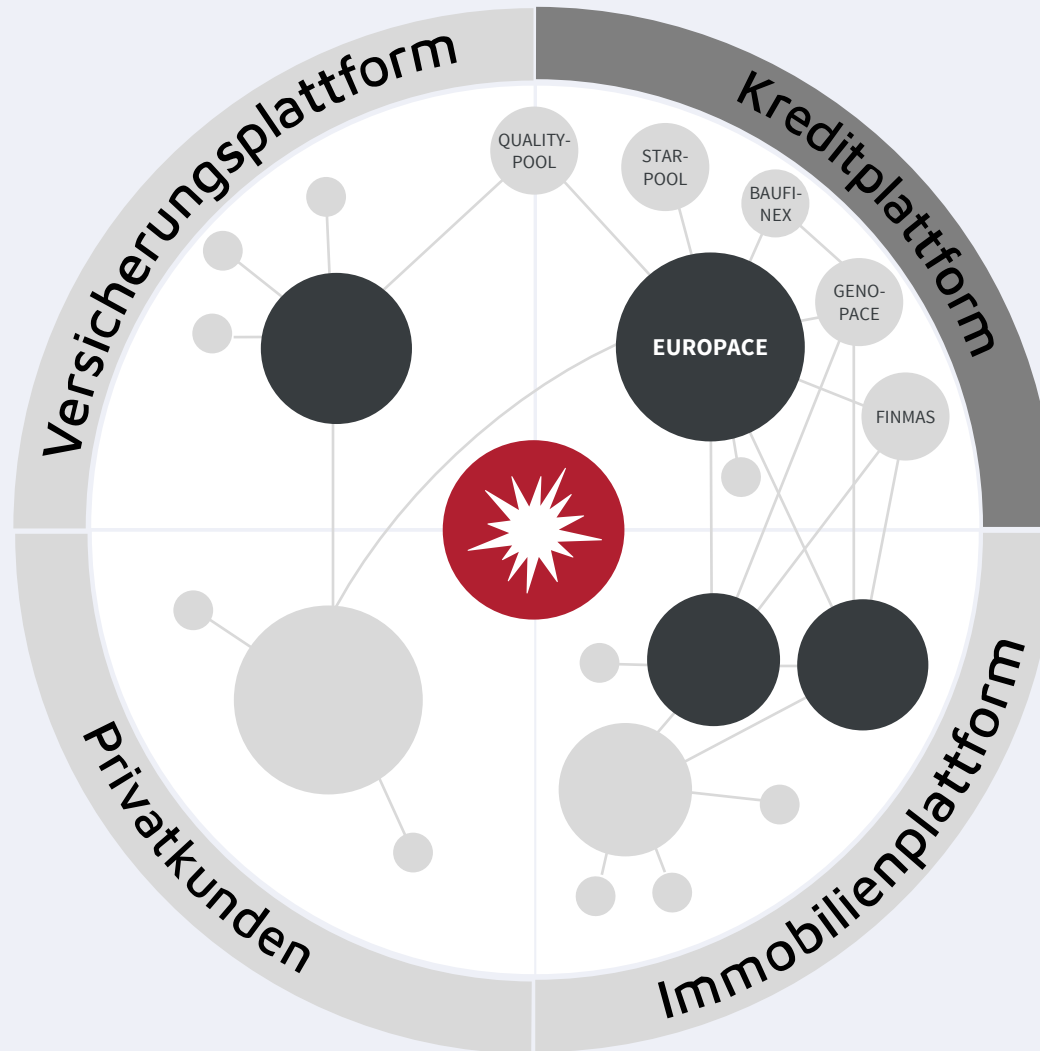 Versicherungsplattform
Kreditplattform
QUALITY-
POOL
STAR-
POOL
BAUFI-
NEX
GENO-
PACE
EUROPACE
FINMAS
Privatkunden
Immobilienplattform